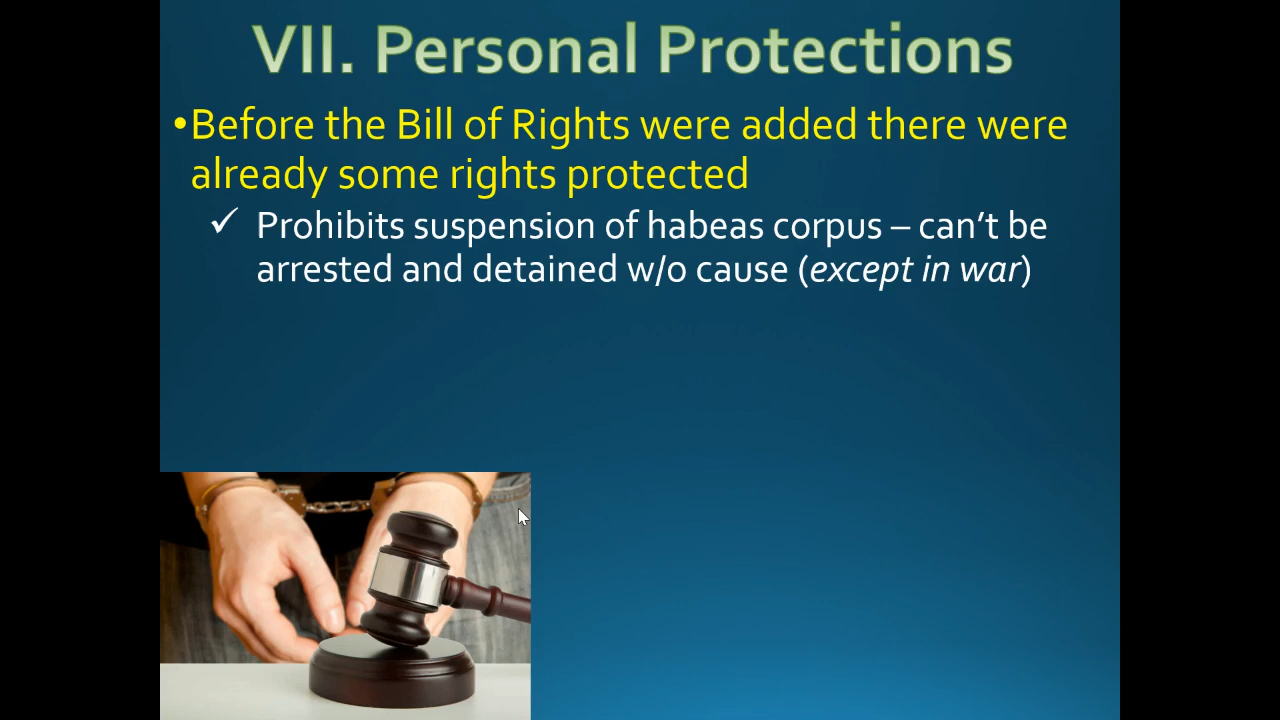 VII. Personal Protections
•Before the Bill of Rights were added there were
already some rights protected
✓ Prohibits suspension of habeas corpus – can’t be
arrested and detained w/o cause (except in war)